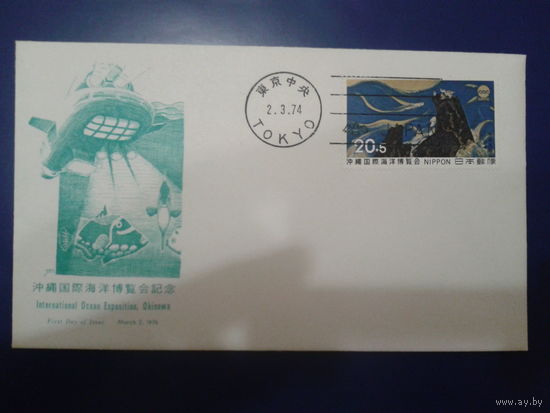 東京中央
2.3.74
TOKYO
20+5
沖縄国際海洋博覧会 NIPPON 日本郵便
沖縄国際海洋博覧会記念
International Ocean Exposition, Okinawa
First Day of Issue March 2, 1974
www.ay.by